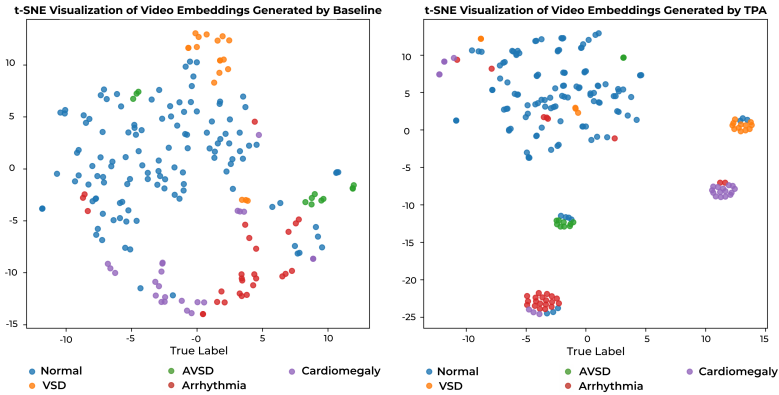 t-SNE Visualization of Video Embeddings Generated by Baseline
10
5
0
-5
-10
-15
-10
-5
0
5
10
True Label
Normal
AVSD
Cardiomegaly
VSD
Arrhythmia
t-SNE Visualization of Video Embeddings Generated by TPA
10
5
0
-5
-10
-15
-20
-25
-10
-5
0
5
10
15
True Label
Normal
AVSD
Cardiomegaly
VSD
Arrhythmia